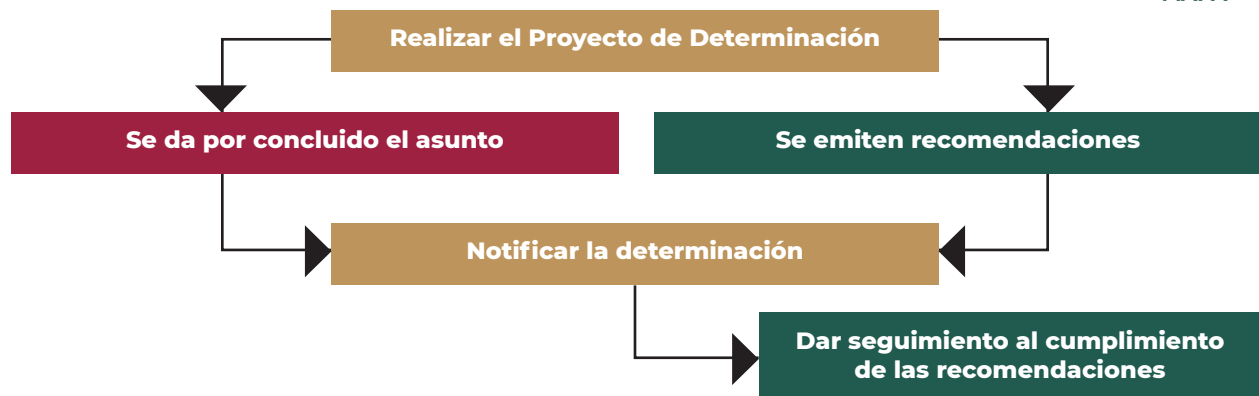 Realizar el Proyecto de Determinación
Se da por concluido el asunto
Se emiten recomendaciones
Notificar la determinación
Dar seguimiento al cumplimiento
de las recomendaciones